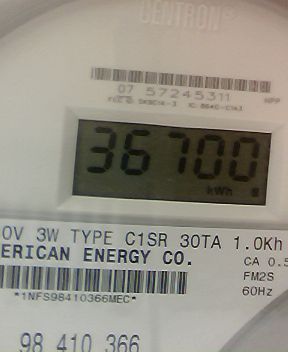 CENTRON®
07 57245311
36700
kWh
0V 3W TYPE C1SR 30TA 1.0Kh
ERICAN ENERGY CO.
CA 0.5
FM2S
60Hz
*1NFS98410366MEC*
98 410 366